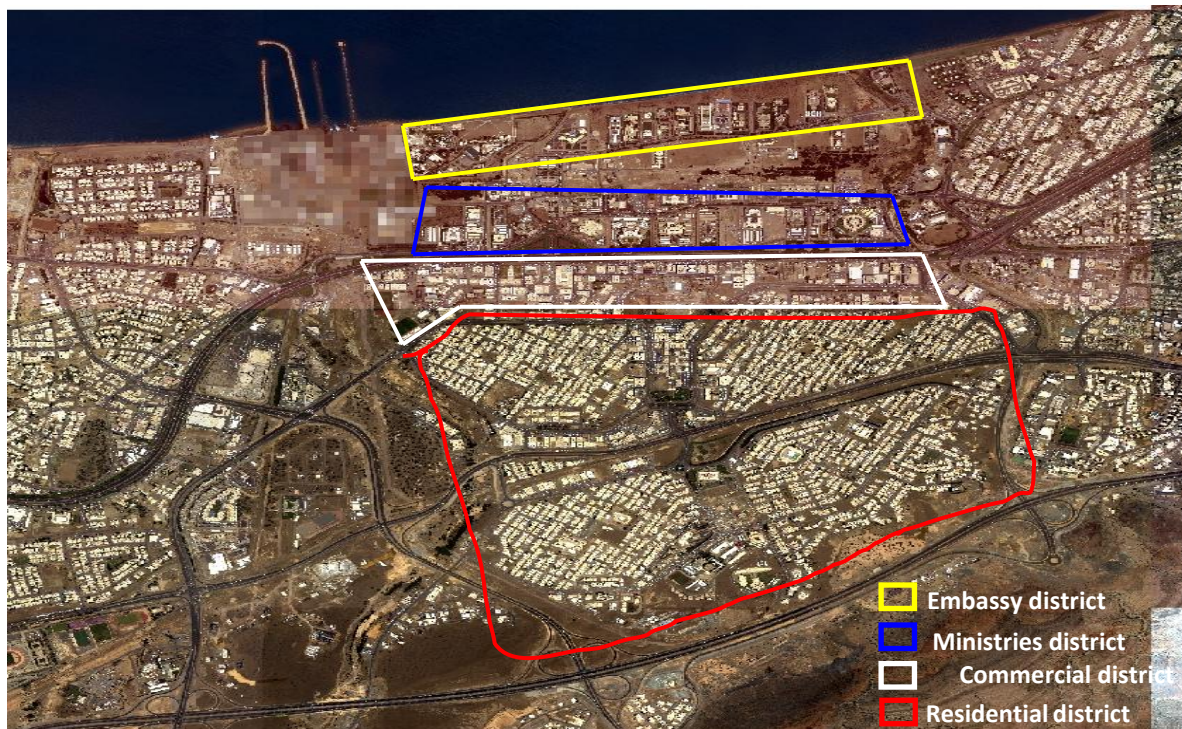 Embassy district
Ministries district
Commercial district
Residential district